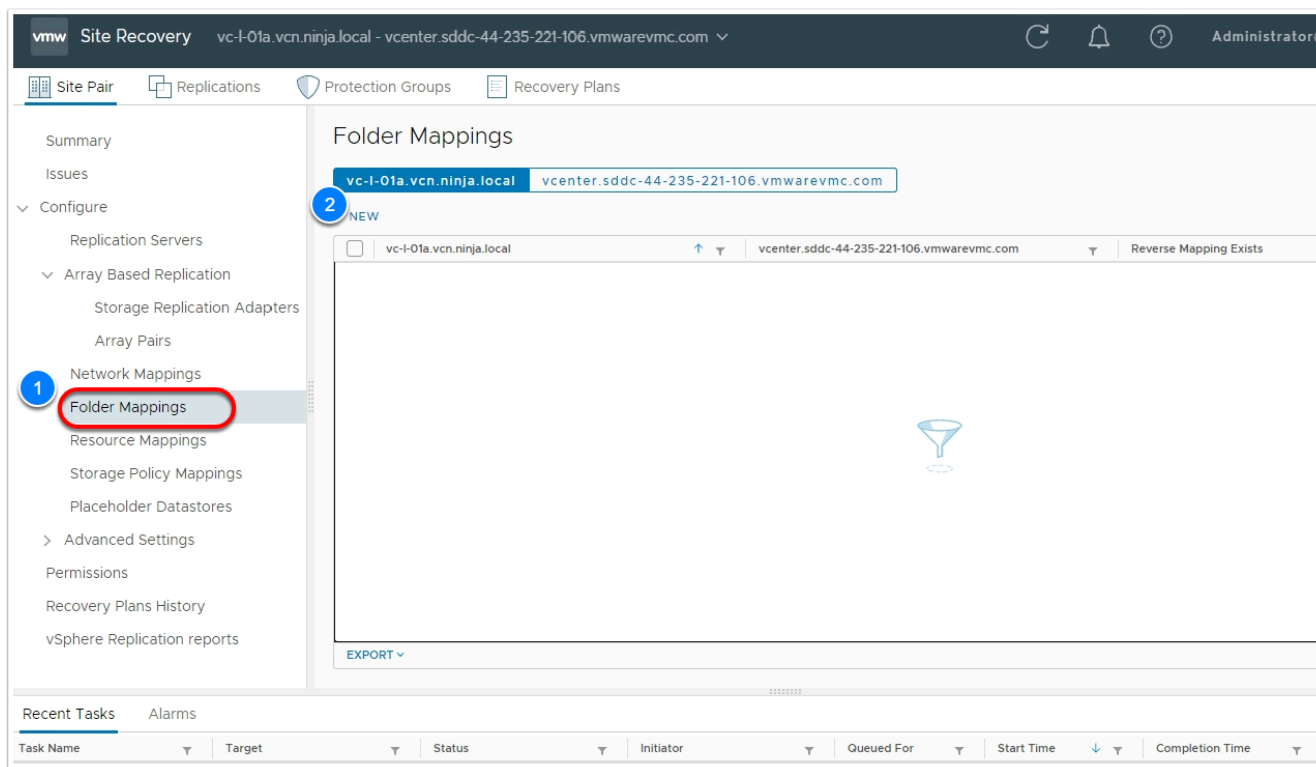 vmw Site Recovery vc-l-01a.vcn.ninja.local - vcenter.sddc-44-235-221-106.vmwarevmc.com Administrator
Site Pair Replications Protection Groups Recovery Plans
Summary
Issues
Configure
Replication Servers
Array Based Replication
Storage Replication Adapters
Array Pairs
Network Mappings
1
Folder Mappings
Resource Mappings
Storage Policy Mappings
Placeholder Datastores
Advanced Settings
Permissions
Recovery Plans History
vSphere Replication reports
Folder Mappings
vc-l-01a.vcn.ninja.local vcenter.sddc-44-235-221-106.vmwarevmc.com
2
NEW
vc-l-01a.vcn.ninja.local vcenter.sddc-44-235-221-106.vmwarevmc.com Reverse Mapping Exists
EXPORT
Recent Tasks Alarms
Task Name Target Status Initiator Queued For Start Time Completion Time